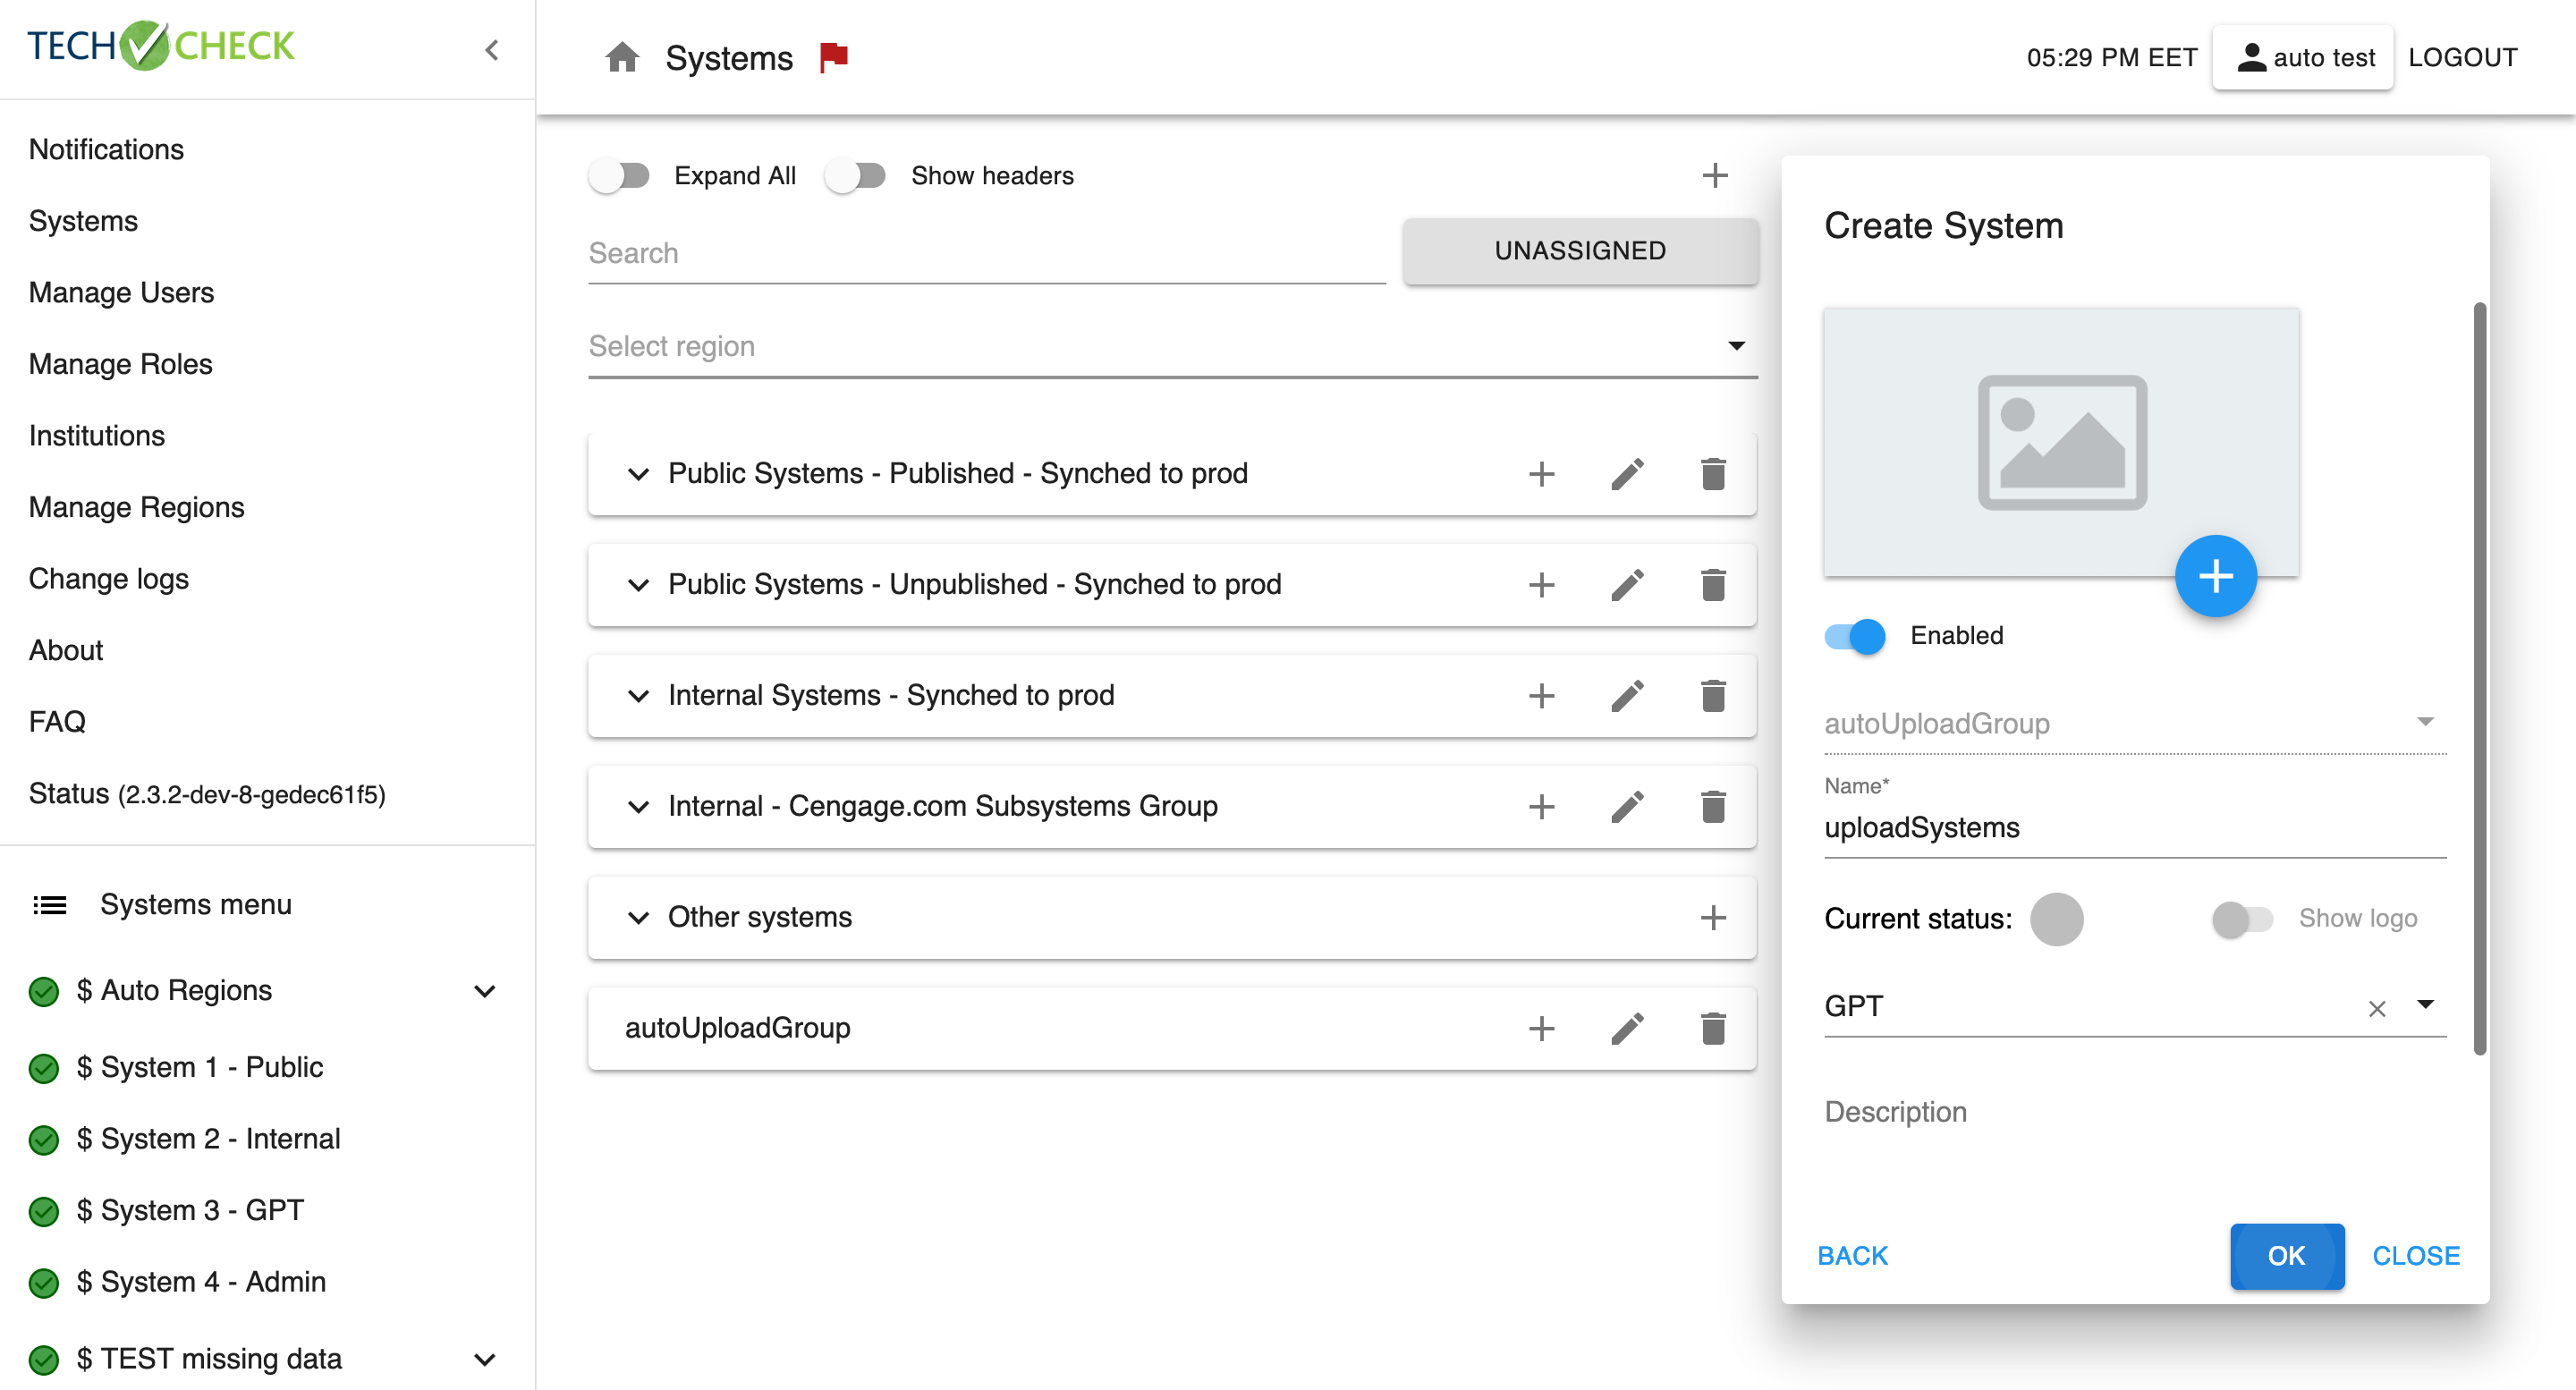 TECH CHECK
Notifications
Systems
Manage Users
Manage Roles
Institutions
Manage Regions
Change logs
About
FAQ
Status (2.3.2-dev-8-gedec61f5)
Systems menu
$ Auto Regions
$ System 1 - Public
$ System 2 - Internal
$ System 3 - GPT
$ System 4 - Admin
$ TEST missing data
Systems
05:29 PM EET
auto test
LOGOUT
Expand All
Show headers
Search
UNASSIGNED
Select region
Public Systems - Published - Synched to prod
Public Systems - Unpublished - Synched to prod
Internal Systems - Synched to prod
Internal - Cengage.com Subsystems Group
Other systems
autoUploadGroup
Create System
Enabled
autoUploadGroup
Name*
uploadSystems
Current status:
Show logo
GPT
Description
BACK
OK
CLOSE